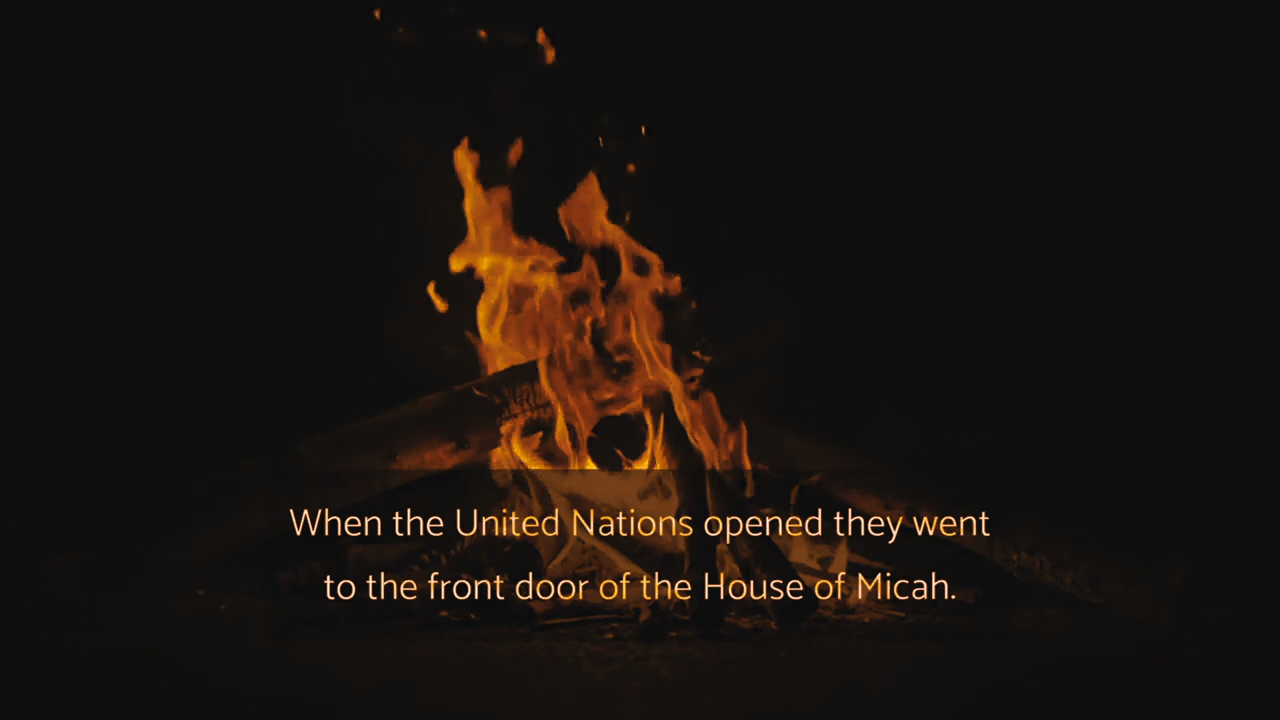 When the United Nations opened they went
to the front door of the House of Micah.